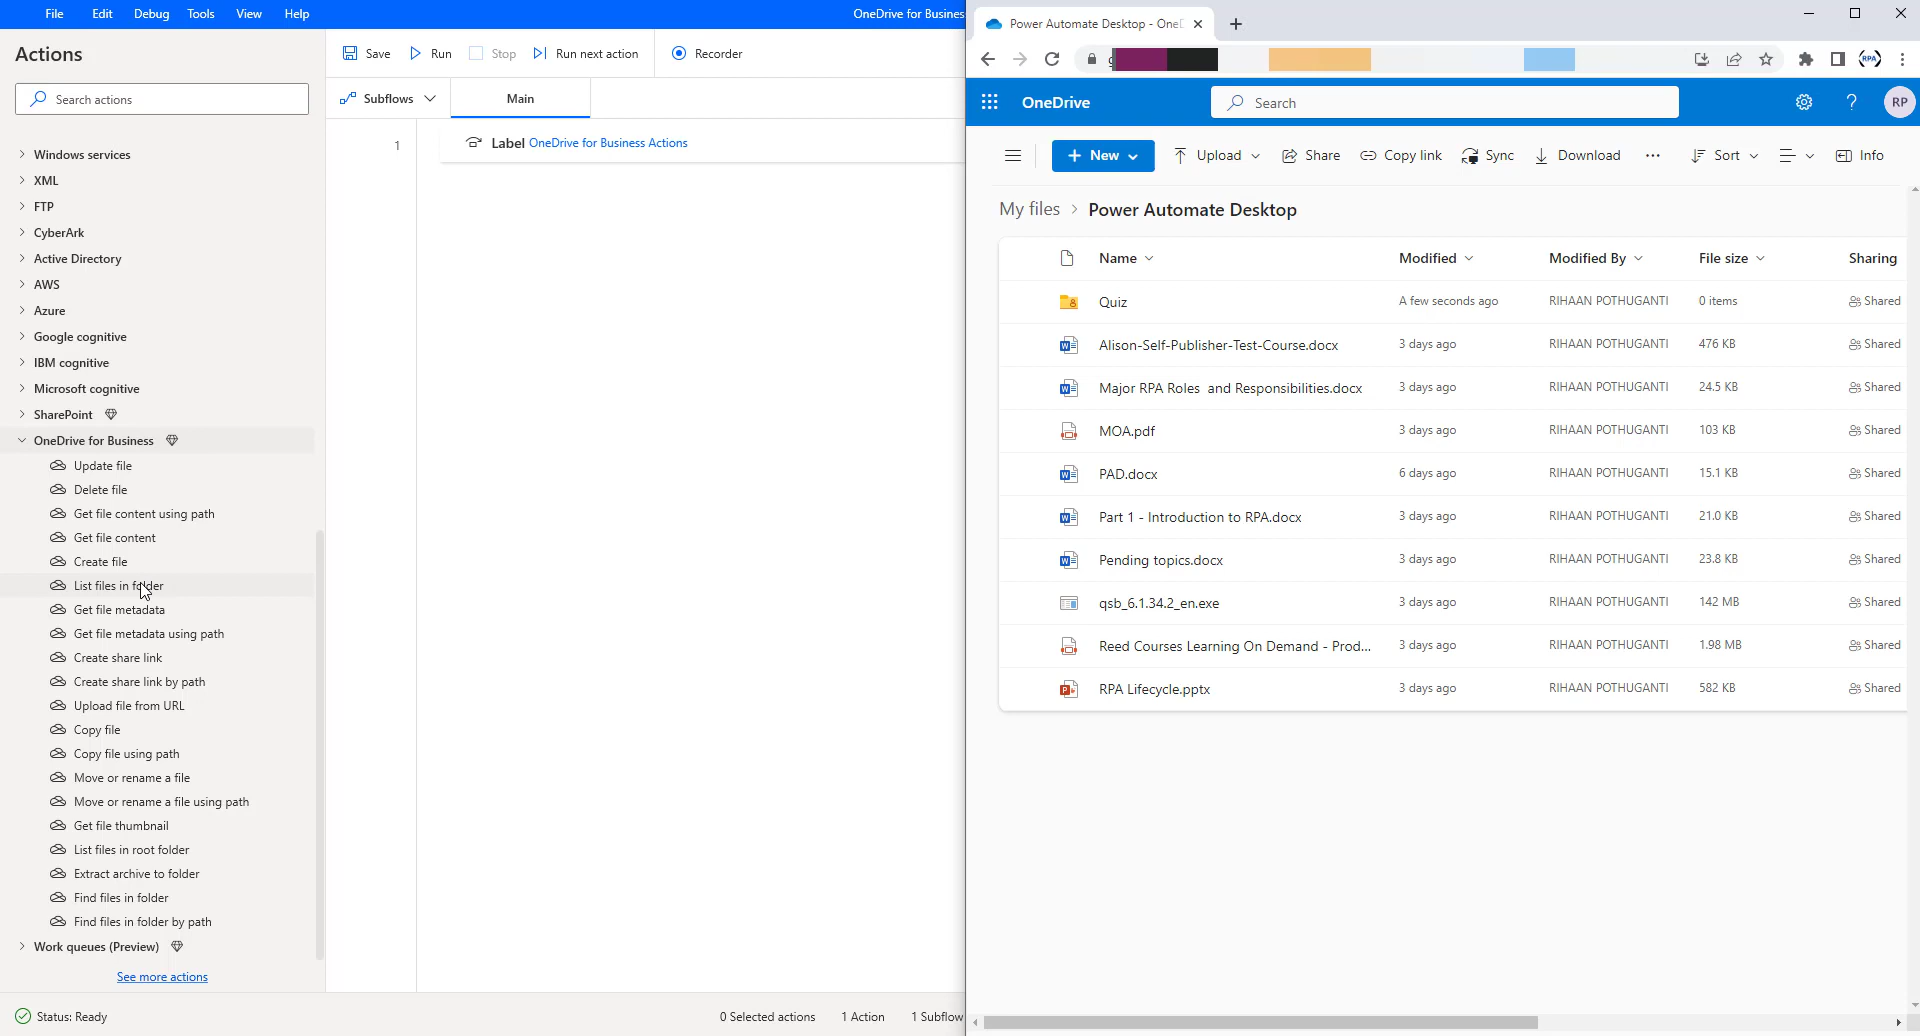 File Edit Debug Tools View Help OneDrive for Busines
Actions
Search actions
Windows services
XML
FTP
CyberArk
Active Directory
AWS
Azure
Google cognitive
IBM cognitive
Microsoft cognitive
SharePoint
OneDrive for Business
Update file
Delete file
Get file content using path
Get file content
Create file
List files in folder
Get file metadata
Get file metadata using path
Create share link
Create share link by path
Upload file from URL
Copy file
Copy file using path
Move or rename a file
Move or rename a file using path
Get file thumbnail
List files in root folder
Extract archive to folder
Find files in folder
Find files in folder by path
Work queues (Preview)
See more actions
Status: Ready
Save Run Stop Run next action Recorder
Subflows Main
1 Label OneDrive for Business Actions
0 Selected actions 1 Action 1 Subflow
Power Automate Desktop - One
RPA
OneDrive Search RP
+ New Upload Share Copy link Sync Download ... Sort Info
My files > Power Automate Desktop
Name Modified Modified By File size Sharing
Quiz A few seconds ago RIHAAN POTHUGANTI 0 items Shared
Alison-Self-Publisher-Test-Course.docx 3 days ago RIHAAN POTHUGANTI 476 KB Shared
Major RPA Roles and Responsibilities.docx 3 days ago RIHAAN POTHUGANTI 24.5 KB Shared
MOA.pdf 3 days ago RIHAAN POTHUGANTI 103 KB Shared
PAD.docx 6 days ago RIHAAN POTHUGANTI 15.1 KB Shared
Part 1 - Introduction to RPA.docx 3 days ago RIHAAN POTHUGANTI 21.0 KB Shared
Pending topics.docx 3 days ago RIHAAN POTHUGANTI 23.8 KB Shared
qsb_6.1.34.2_en.exe 3 days ago RIHAAN POTHUGANTI 142 MB Shared
Reed Courses Learning On Demand - Prod... 3 days ago RIHAAN POTHUGANTI 1.98 MB Shared
RPA Lifecycle.pptx 3 days ago RIHAAN POTHUGANTI 582 KB Shared